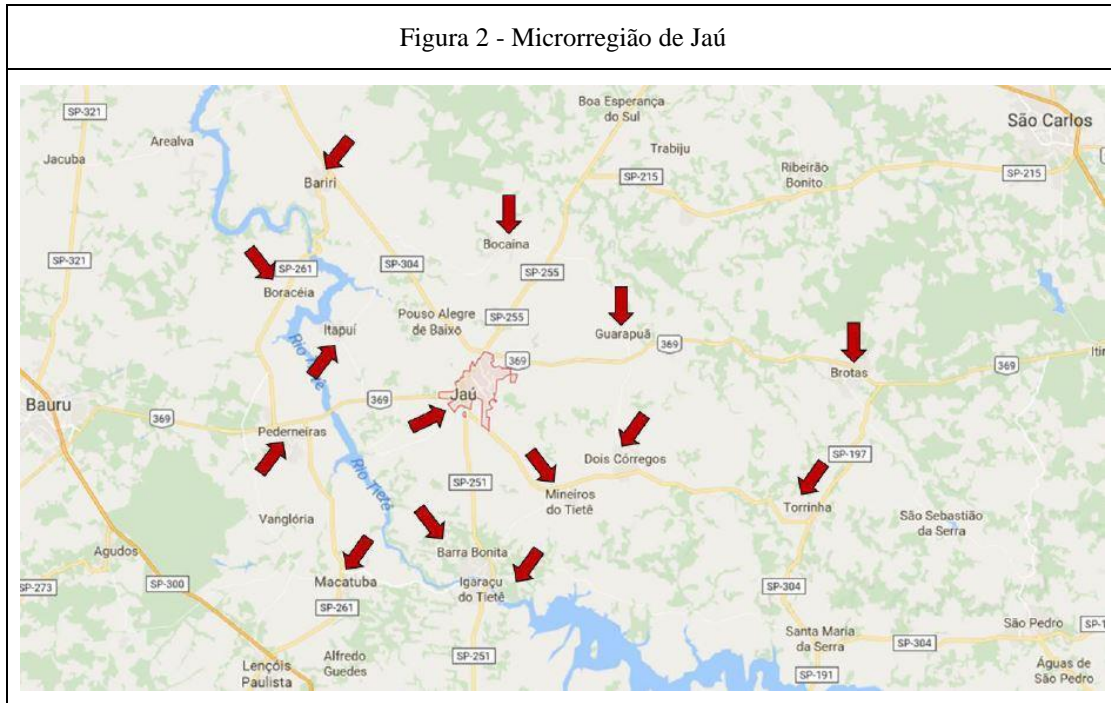 Figura 2 - Microrregião de Jaú
Boa Esperança
do Sul
SP-321
São Carlos
Arealva
Trabiju
Jacuba
Ribeirão
Bonito
SP-215
SP-215
Bariri
Bocaina
SP-321
SP-261
SP-304
SP-255
Boracéia
Pouso Alegre
de Baixo
SP-255
Itapuí
Guarapuã
369
Rio Tietê
369
Brotas
369
Itir
Bauru
369
Jaú
369
Pederneiras
Dois Córregos
SP-197
Rio Tietê
SP-251
Mineiros
do Tietê
Torrinha
São Sebastião
da Serra
Vanglória
Agudos
Barra Bonita
SP-273
SP-300
Macatuba
Igaraçu
do Tietê
SP-304
SP-261
São Pedro
SP-1
Santa Maria
da Serra
SP-304
Lençóis
Paulista
Alfredo
Guedes
SP-251
SP-191
Águas de
São Pedro